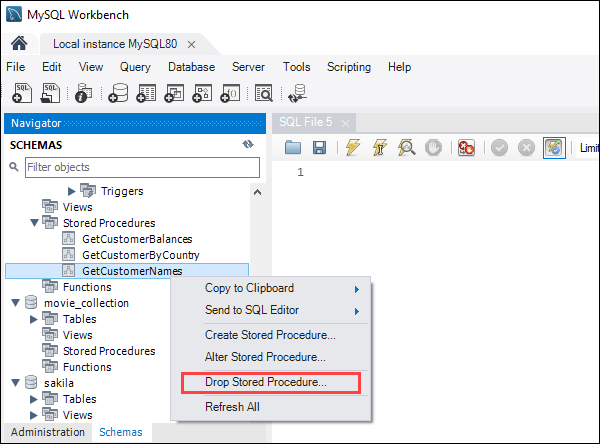 MySQL Workbench
Local instance MySQL80
File Edit View Query Database Server Tools Scripting Help
Navigator
SQL File 5
SCHEMAS
Filter objects
Limi
1
Triggers
Views
Stored Procedures
GetCustomerBalances
GetCustomerByCountry
GetCustomerNames
Functions
movie_collection
Tables
Views
Stored Procedures
Functions
sakila
Tables
Views
Copy to Clipboard
Send to SQL Editor
Create Stored Procedure...
Alter Stored Procedure...
Drop Stored Procedure...
Refresh All
Administration Schemas